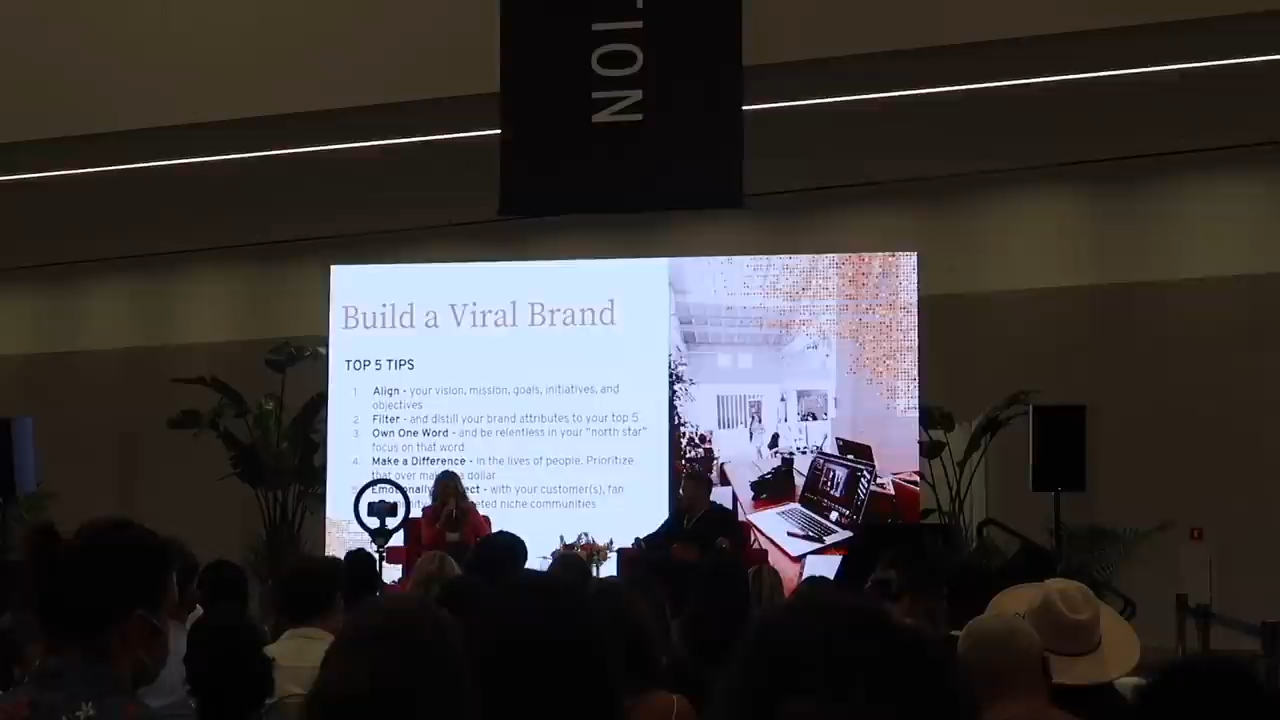 ION
Build a Viral Brand
TOP 5 TIPS
1. Align - your vision, mission, goals, initiatives, and
objectives
2. Filter - and distill your brand attributes to your top 5
3. Own One Word - and be relentless in your "north star"
focus on that word
4. Make a Difference - in the lives of people. Prioritize
that over a dollar
with your customer(s), fan
niche communities